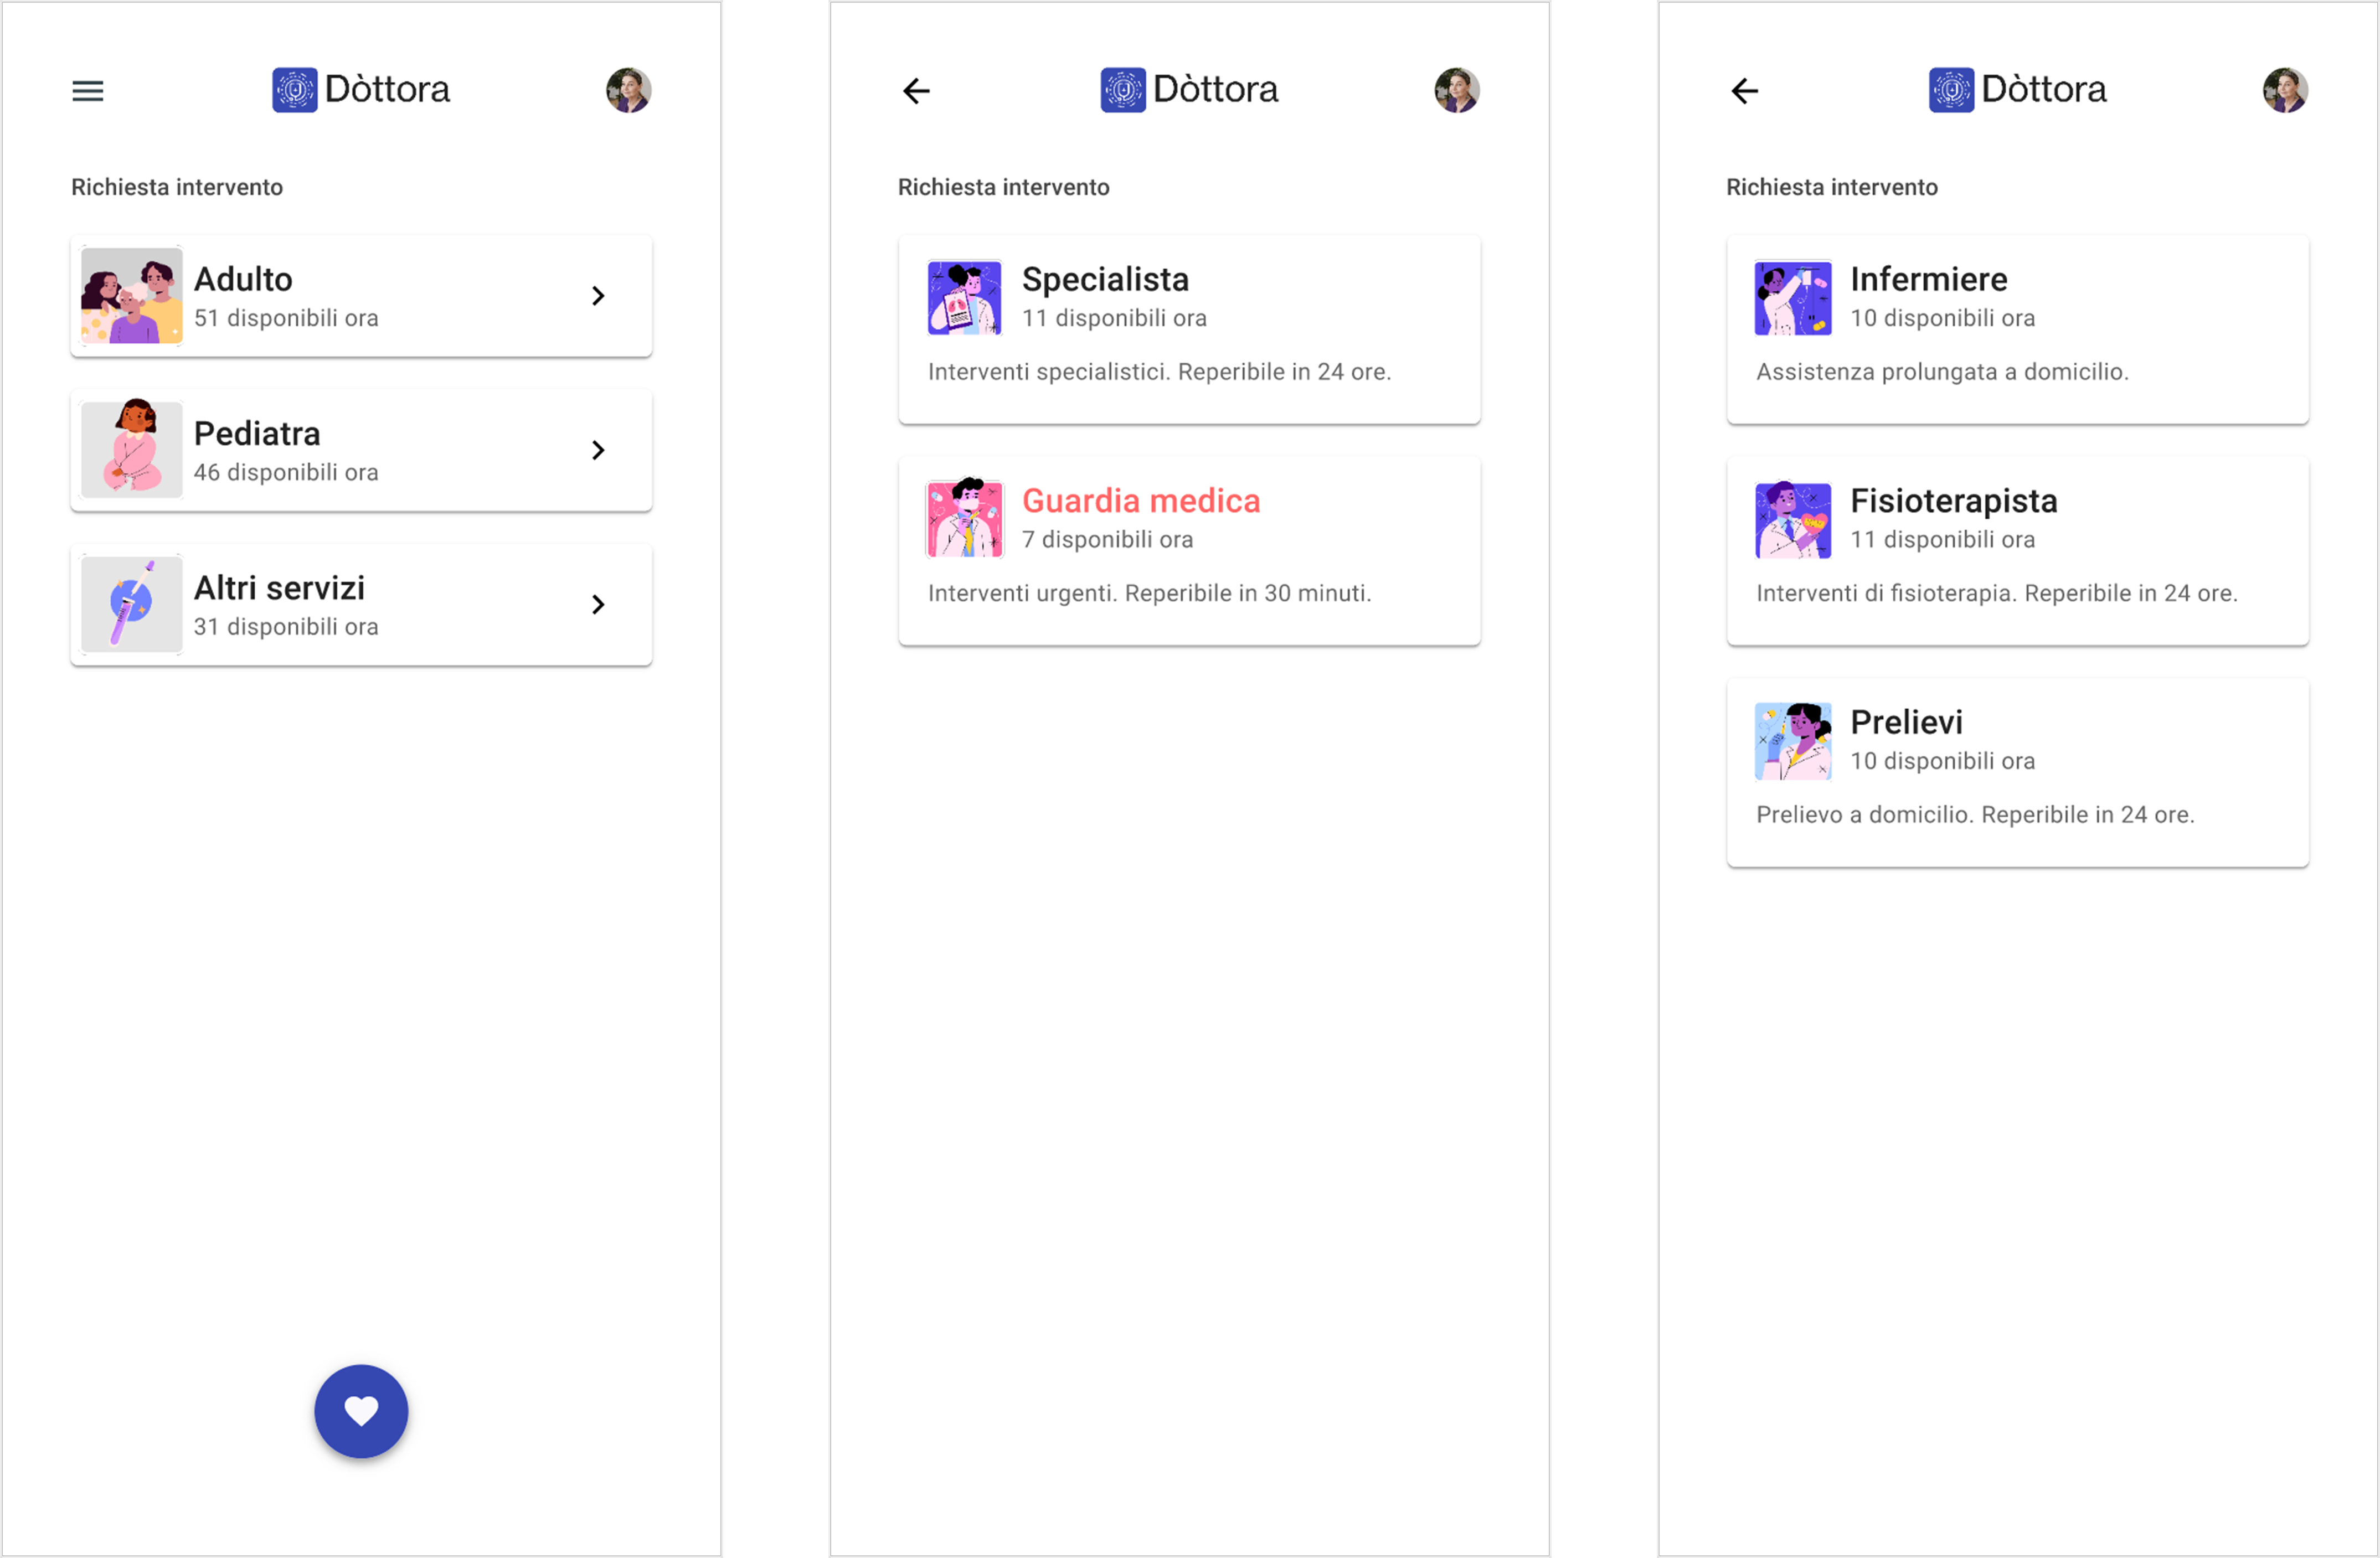 Dòttora
Richiesta intervento
Adulto
51 disponibili ora
Pediatra
46 disponibili ora
Altri servizi
31 disponibili ora
Dòttora
Richiesta intervento
Specialista
11 disponibili ora
Interventi specialistici. Reperibile in 24 ore.
Guardia medica
7 disponibili ora
Interventi urgenti. Reperibile in 30 minuti.
Dòttora
Richiesta intervento
Infermiere
10 disponibili ora
Assistenza prolungata a domicilio.
Fisioterapista
11 disponibili ora
Interventi di fisioterapia. Reperibile in 24 ore.
Prelievi
10 disponibili ora
Prelievo a domicilio. Reperibile in 24 ore.